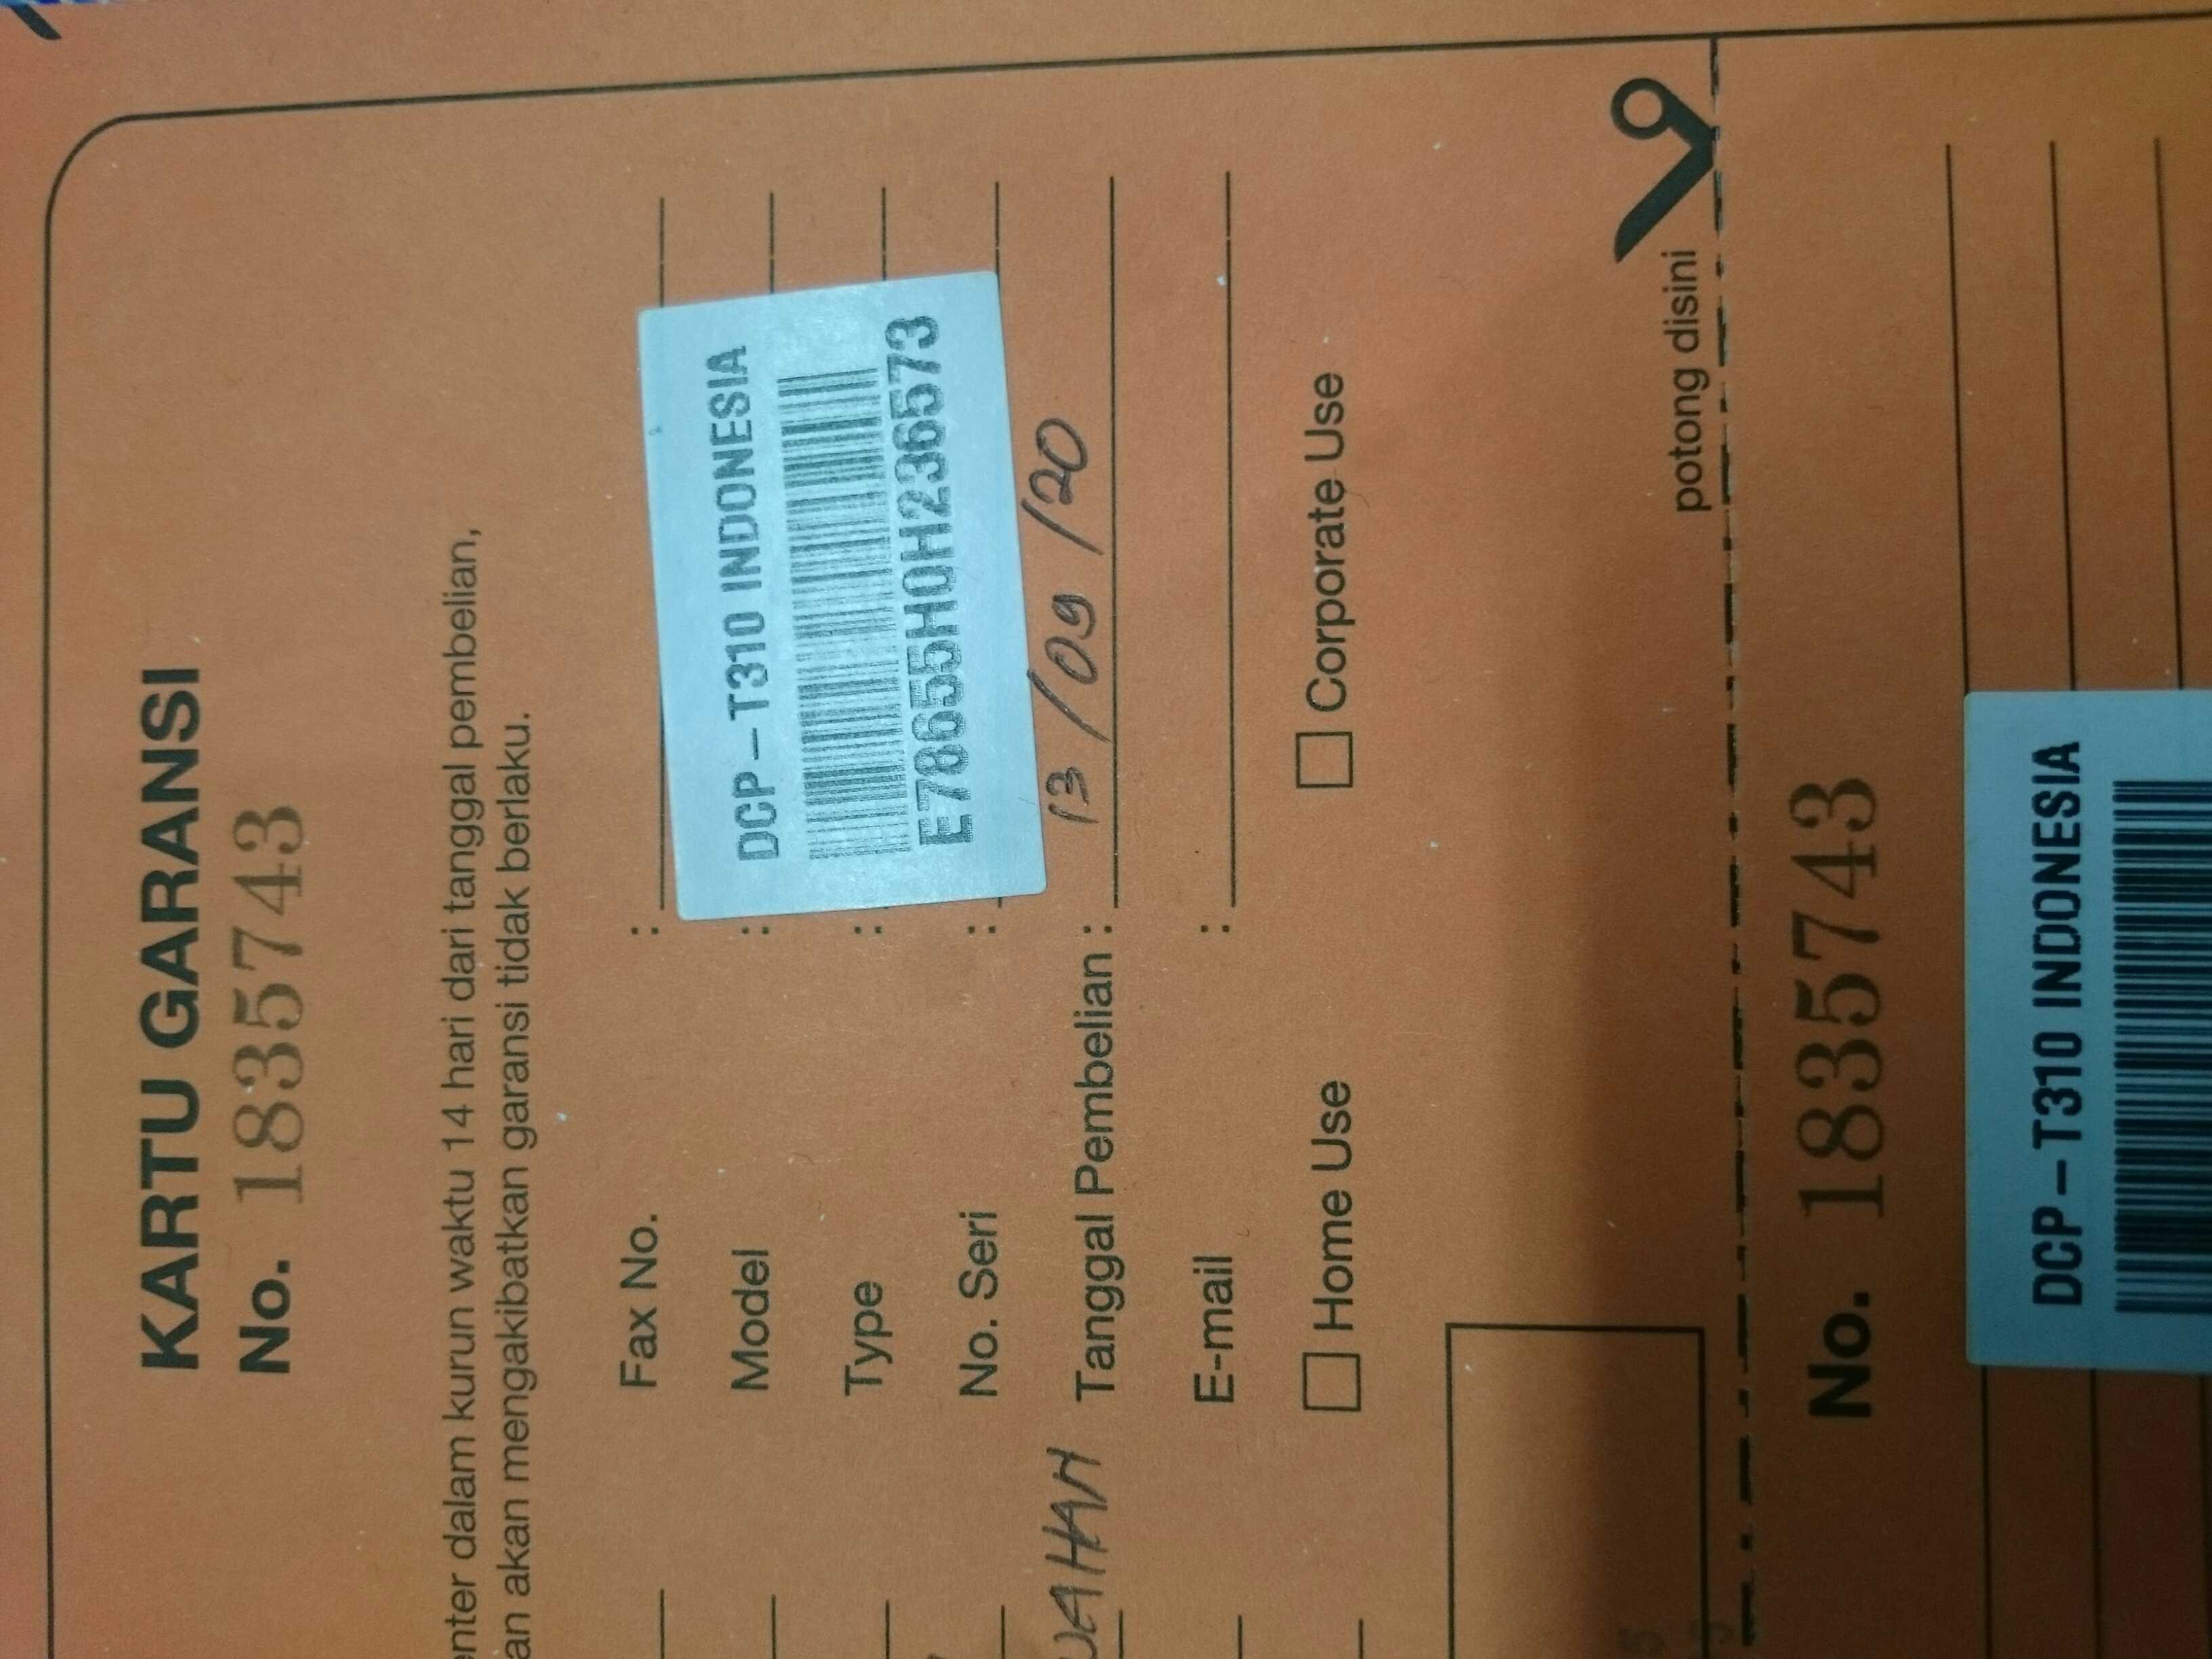 KARTU GARANSI
No. 1835743
enter dalam kurun waktu 14 hari dari tanggal pembelian,
an akan mengakibatkan garansi tidak berlaku.
Fax No. :
Model :
Type :
No. Seri :
DCP-T310 INDONESIA
E78655H0H236573
Tanggal Pembelian : 13/09/20
E-mail :
Home Use
Corporate Use
potong disini
No. 1835743
DCP-T310 INDONESIA